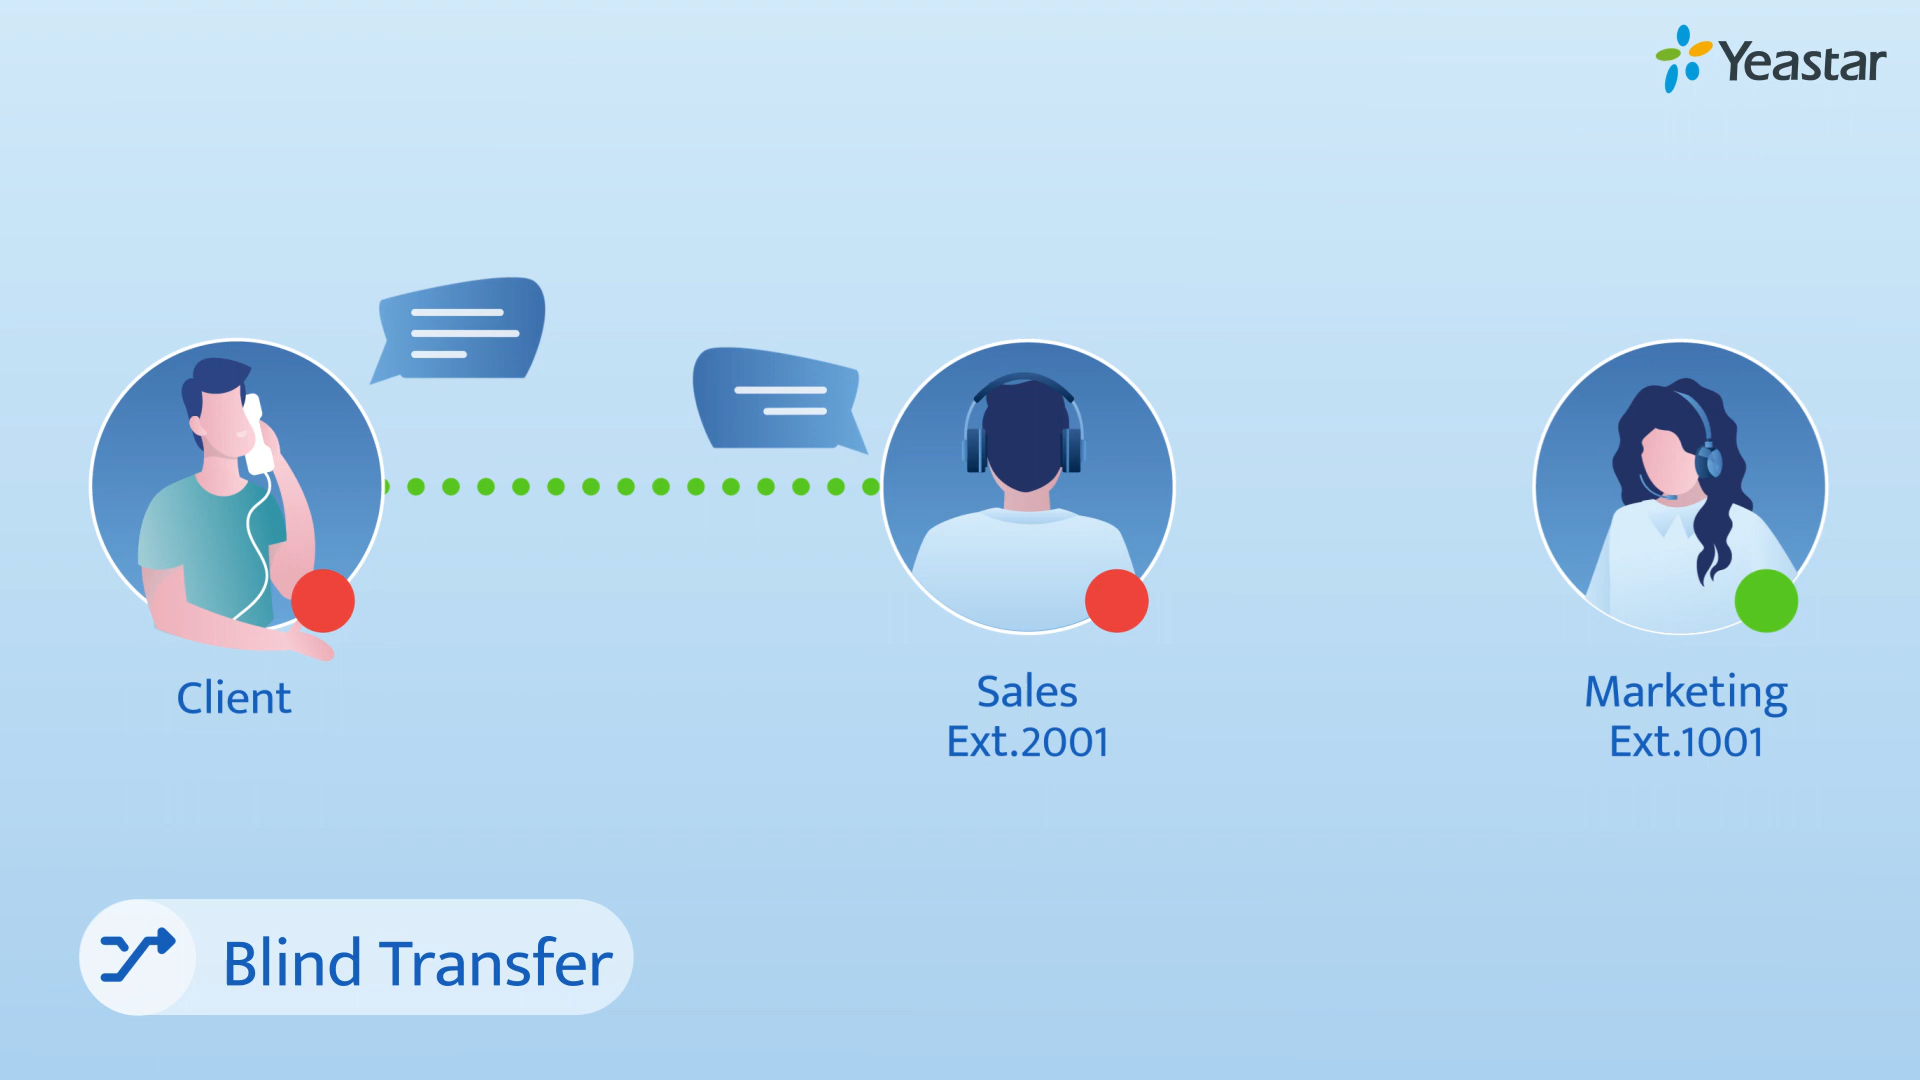 Yeastar
Client
Sales
Ext.2001
Marketing
Ext.1001
Blind Transfer